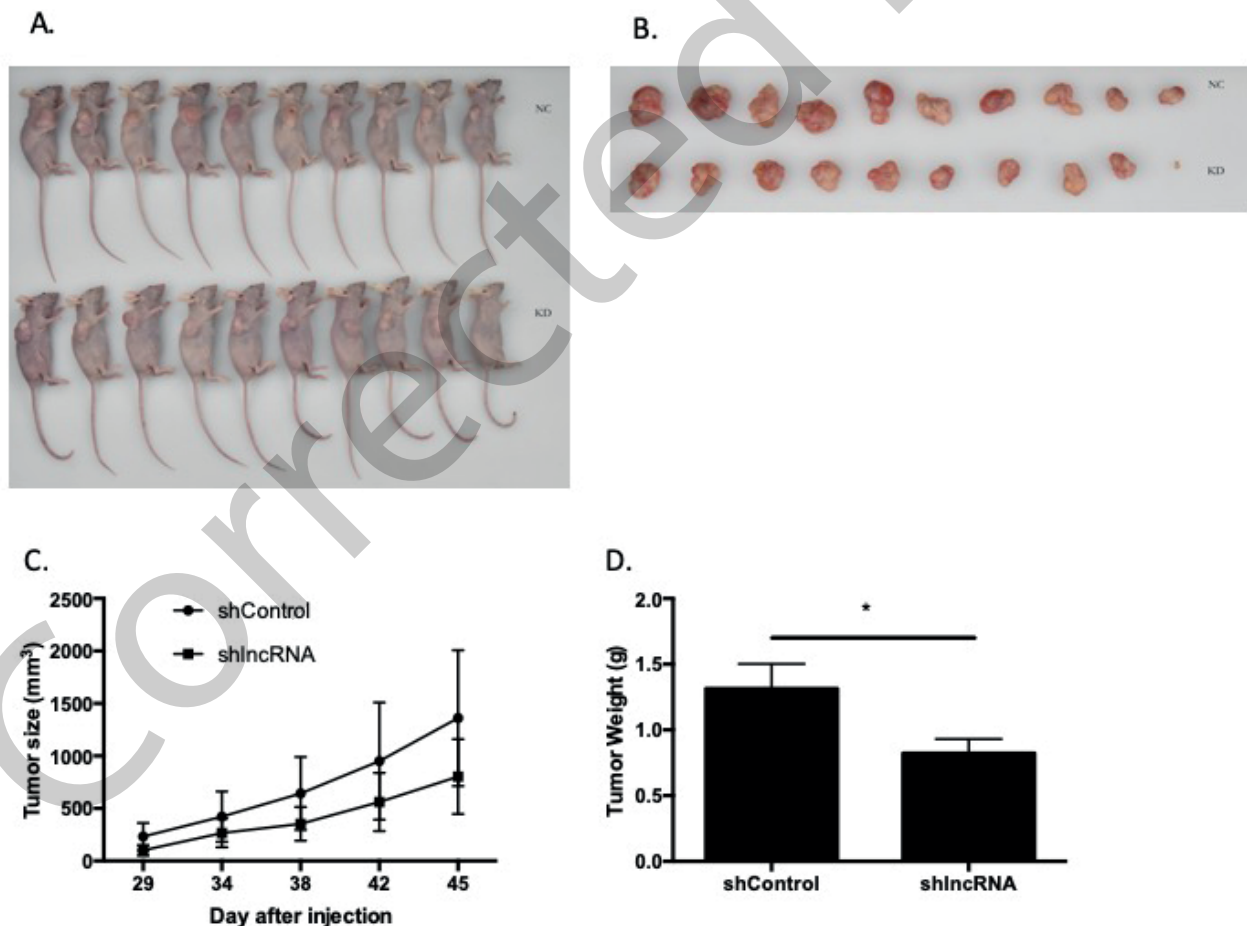 A.
B.
NC
KD
NC
KD
C.
2500
2000
1500
1000
500
0
Tumor size (mm³)
shControl
shlncRNA
29 34 38 42 45
Day after injection
D.
2.0
1.5
1.0
0.5
0.0
Tumor Weight (g)
*
shControl shlncRNA
Corrected